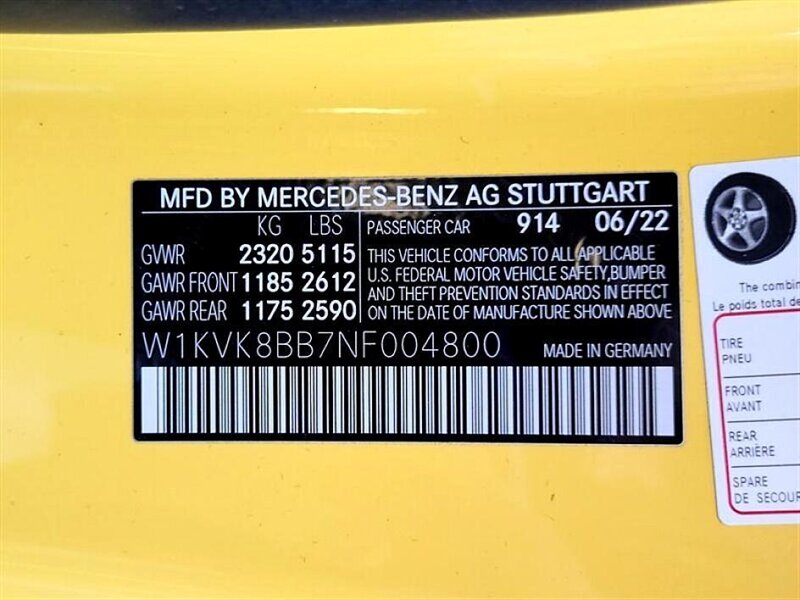 MFD BY MERCEDES-BENZ AG STUTTGART
KG LBS
GVWR 2320 5115
GAWR FRONT 1185 2612
GAWR REAR 1175 2590
PASSENGER CAR 914 06/22
THIS VEHICLE CONFORMS TO ALL APPLICABLE
U.S. FEDERAL MOTOR VEHICLE SAFETY,BUMPER
AND THEFT PREVENTION STANDARDS IN EFFECT
ON THE DATE OF MANUFACTURE SHOWN ABOVE
W1KVK8BB7NF004800 MADE IN GERMANY
The combin
Le poids total de
TIRE
PNEU
FRONT
AVANT
REAR
ARRIÈRE
SPARE
DE SECOUR